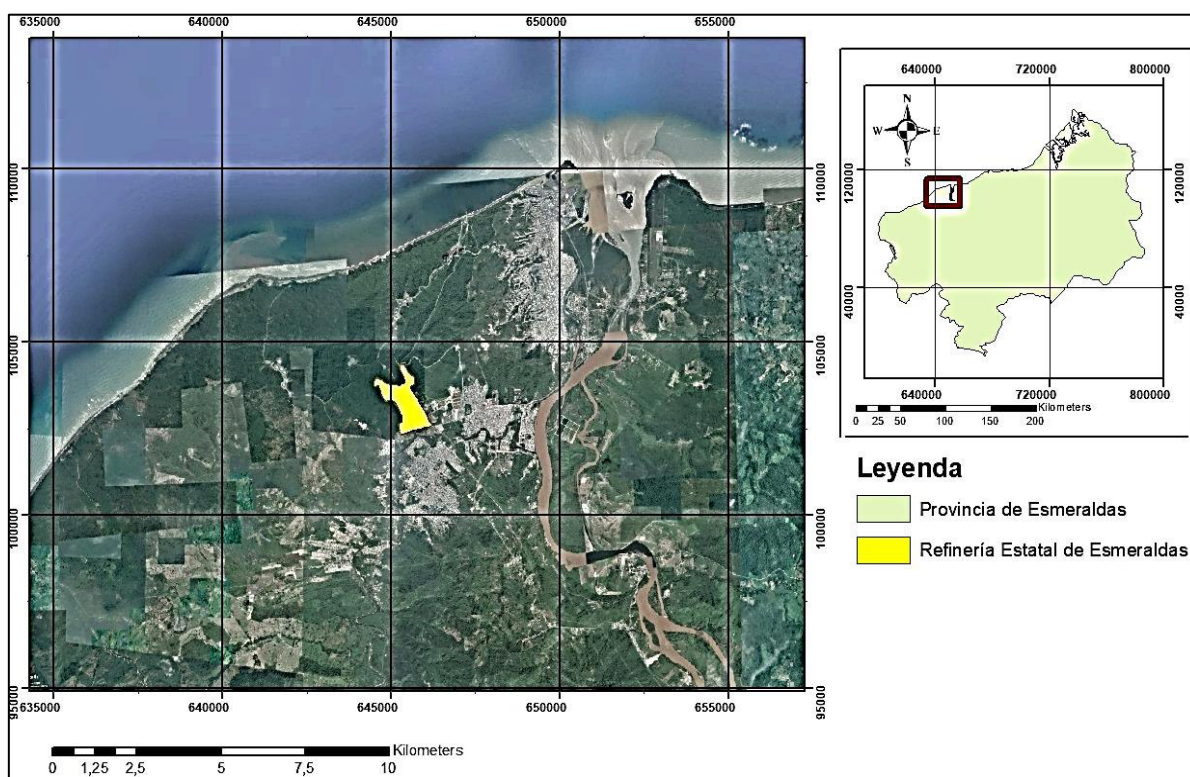 635000 640000 645000 650000 655000
110000 110000
105000 105000
100000 100000
95000 95000
635000 640000 645000 650000 655000
Kilometers
0 1,25 2,5 5 7,5 10
640000 720000 800000
N
W E
S
120000 120000
40000 40000
640000 720000 800000
Kilometers
0 25 50 100 150 200
Leyenda
Provincia de Esmeraldas
Refinería Estatal de Esmeraldas